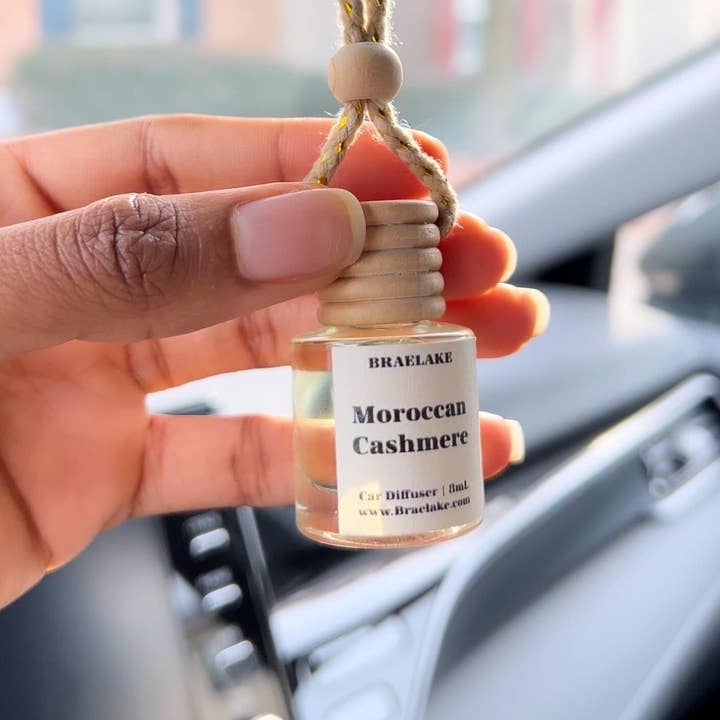 BRAELAKE
Moroccan
Cashmere
Car Diffuser | 8mL
www.Braelake.com